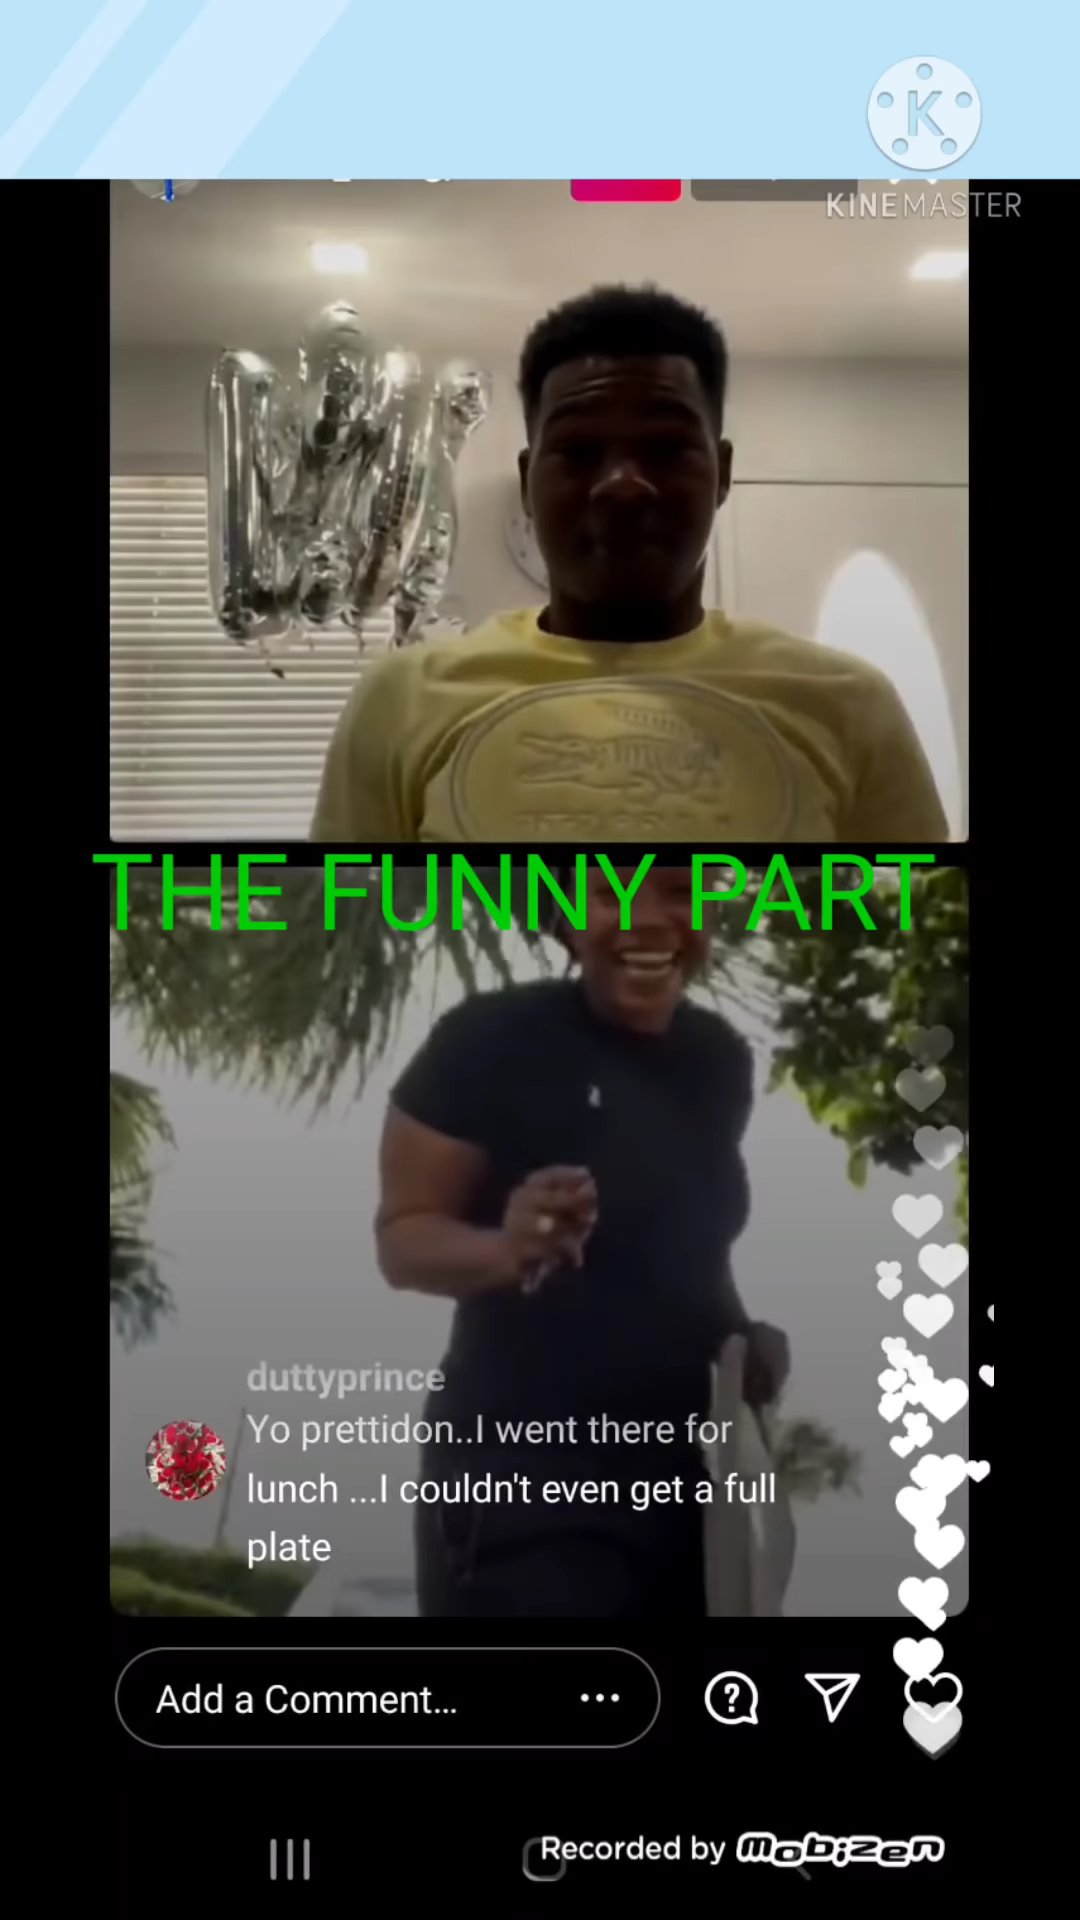 K
KINEMASTER
THE FUNNY PART
duttyprince
Yo prettidon..I went there for
lunch ...I couldn't even get a full
plate
Add a Comment...
Recorded by Mobizen